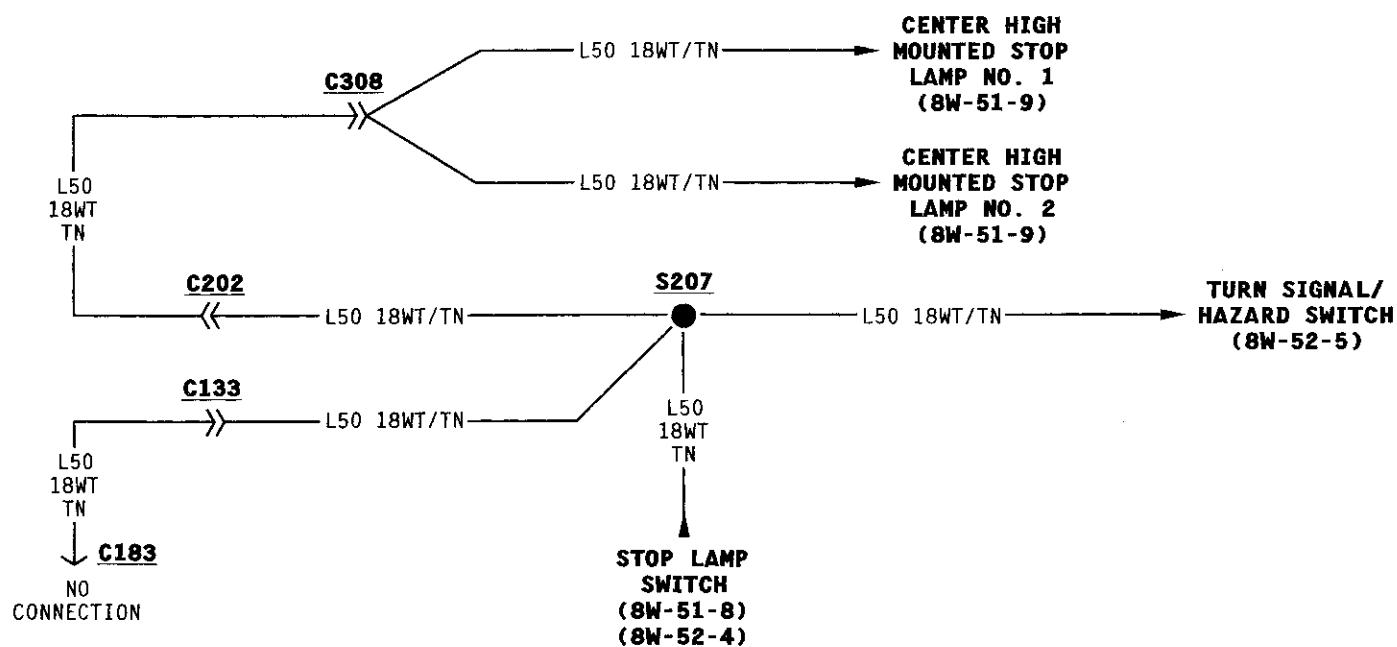 CENTER HIGH
MOUNTED STOP
LAMP NO. 1
(8W-51-9)
L50 18WT/TN
C308
L50 18WT/TN
CENTER HIGH
MOUNTED STOP
LAMP NO. 2
(8W-51-9)
L50
18WT
TN
C202
L50 18WT/TN
S207
L50 18WT/TN
TURN SIGNAL/
HAZARD SWITCH
(8W-52-5)
C133
L50 18WT/TN
L50
18WT
TN
L50
18WT
TN
C183
NO
CONNECTION
STOP LAMP
SWITCH
(8W-51-8)
(8W-52-4)